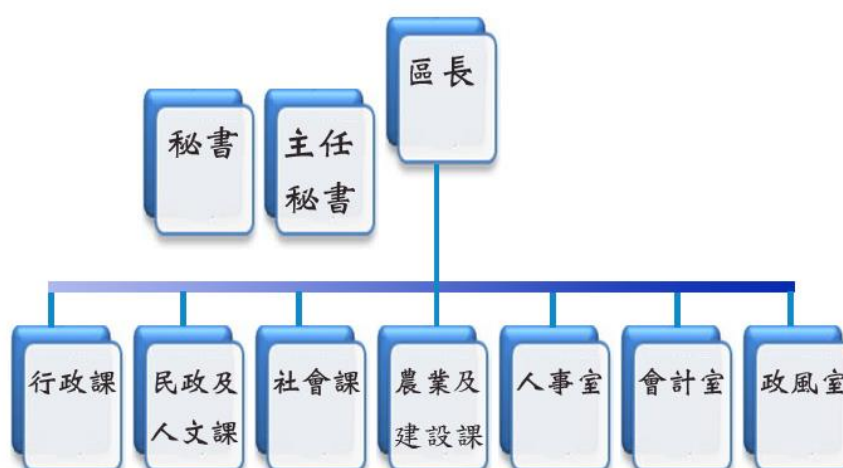 區長
秘書
主任
秘書
行政課
民政及
人文課
社會課
農業及
建設課
人事室
會計室
政風室